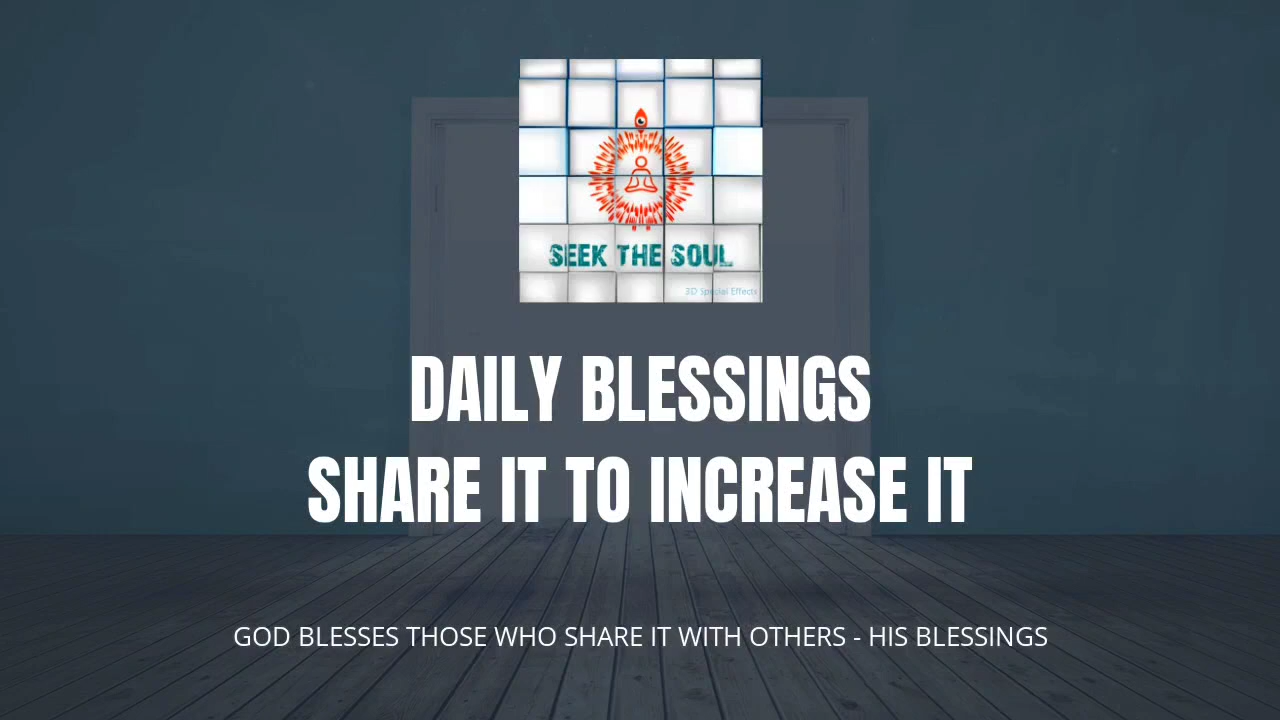 SEEK THE SOUL
3D Special Effects
DAILY BLESSINGS
SHARE IT TO INCREASE IT
GOD BLESSES THOSE WHO SHARE IT WITH OTHERS - HIS BLESSINGS